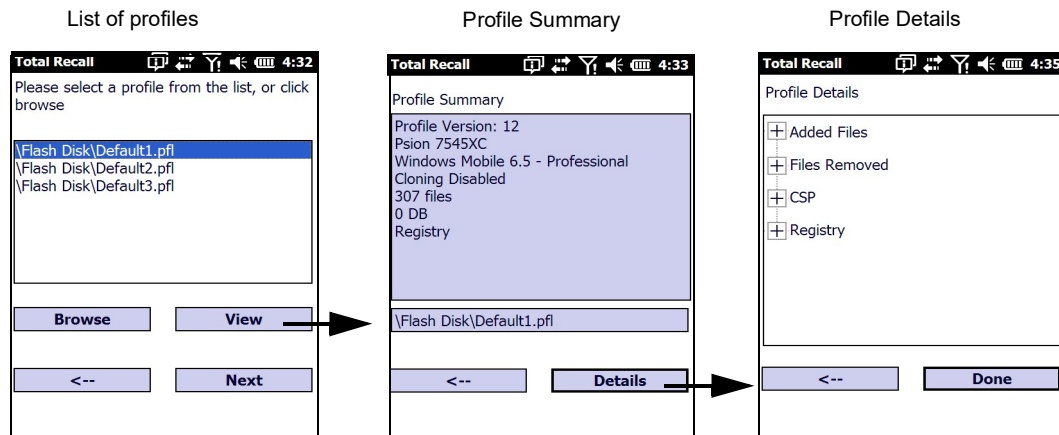 List of profiles
Total Recall 4:32
Please select a profile from the list, or click
browse
\Flash Disk\Default1.pfl
\Flash Disk\Default2.pfl
\Flash Disk\Default3.pfl
Browse View
<-- Next
Profile Summary
Total Recall 4:33
Profile Summary
Profile Version: 12
Psion 7545XC
Windows Mobile 6.5 - Professional
Cloning Disabled
307 files
0 DB
Registry
\Flash Disk\Default1.pfl
<-- Details
Profile Details
Total Recall 4:35
Profile Details
Added Files
Files Removed
CSP
Registry
<-- Done